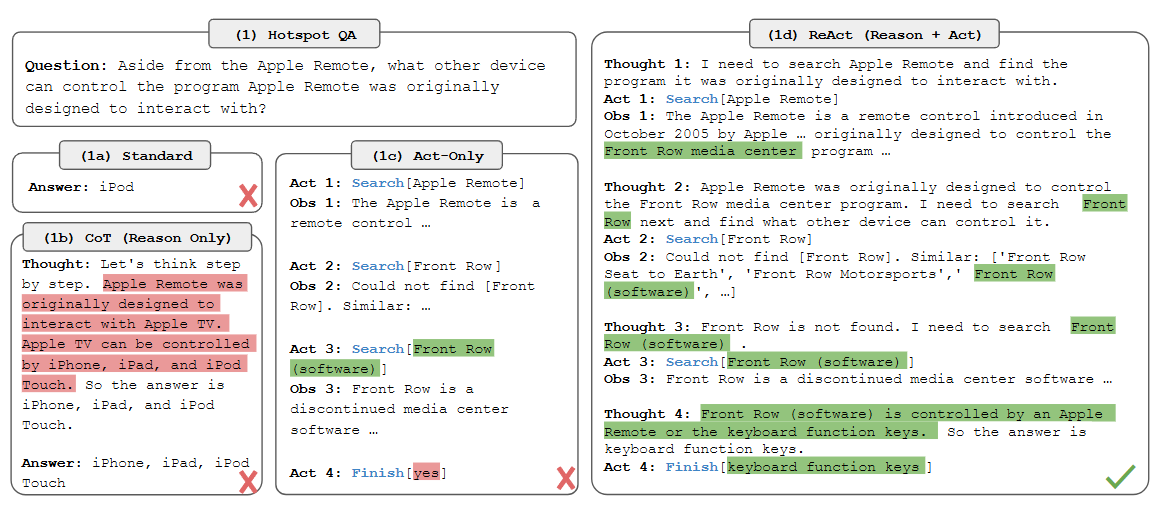 (1) Hotspot QA
Question: Aside from the Apple Remote, what other device
can control the program Apple Remote was originally
designed to interact with?
(1a) Standard
Answer: iPod
(1b) CoT (Reason Only)
Thought: Let's think step
by step. Apple Remote was
originally designed to
interact with Apple TV.
Apple TV can be controlled
by iPhone, iPad, and iPod
Touch. So the answer is
iPhone, iPad, and iPod
Touch.
Answer: iPhone, iPad, iPod
Touch
(1c) Act-Only
Act 1: Search[Apple Remote]
Obs 1: The Apple Remote is a
remote control …
Act 2: Search[Front Row]
Obs 2: Could not find [Front
Row]. Similar: …
Act 3: Search[Front Row
(software)]
Obs 3: Front Row is a
discontinued media center
software …
Act 4: Finish[yes]
(1d) ReAct (Reason + Act)
Thought 1: I need to search Apple Remote and find the
program it was originally designed to interact with.
Act 1: Search[Apple Remote]
Obs 1: The Apple Remote is a remote control introduced in
October 2005 by Apple … originally designed to control the
Front Row media center program …
Thought 2: Apple Remote was originally designed to control
the Front Row media center program. I need to search Front
Row next and find what other device can control it.
Act 2: Search[Front Row]
Obs 2: Could not find [Front Row]. Similar: ['Front Row
Seat to Earth', 'Front Row Motorsports',' Front Row
(software)', …]
Thought 3: Front Row is not found. I need to search Front
Row (software) .
Act 3: Search[Front Row (software)]
Obs 3: Front Row is a discontinued media center software …
Thought 4: Front Row (software) is controlled by an Apple
Remote or the keyboard function keys. So the answer is
keyboard function keys.
Act 4: Finish[keyboard function keys]